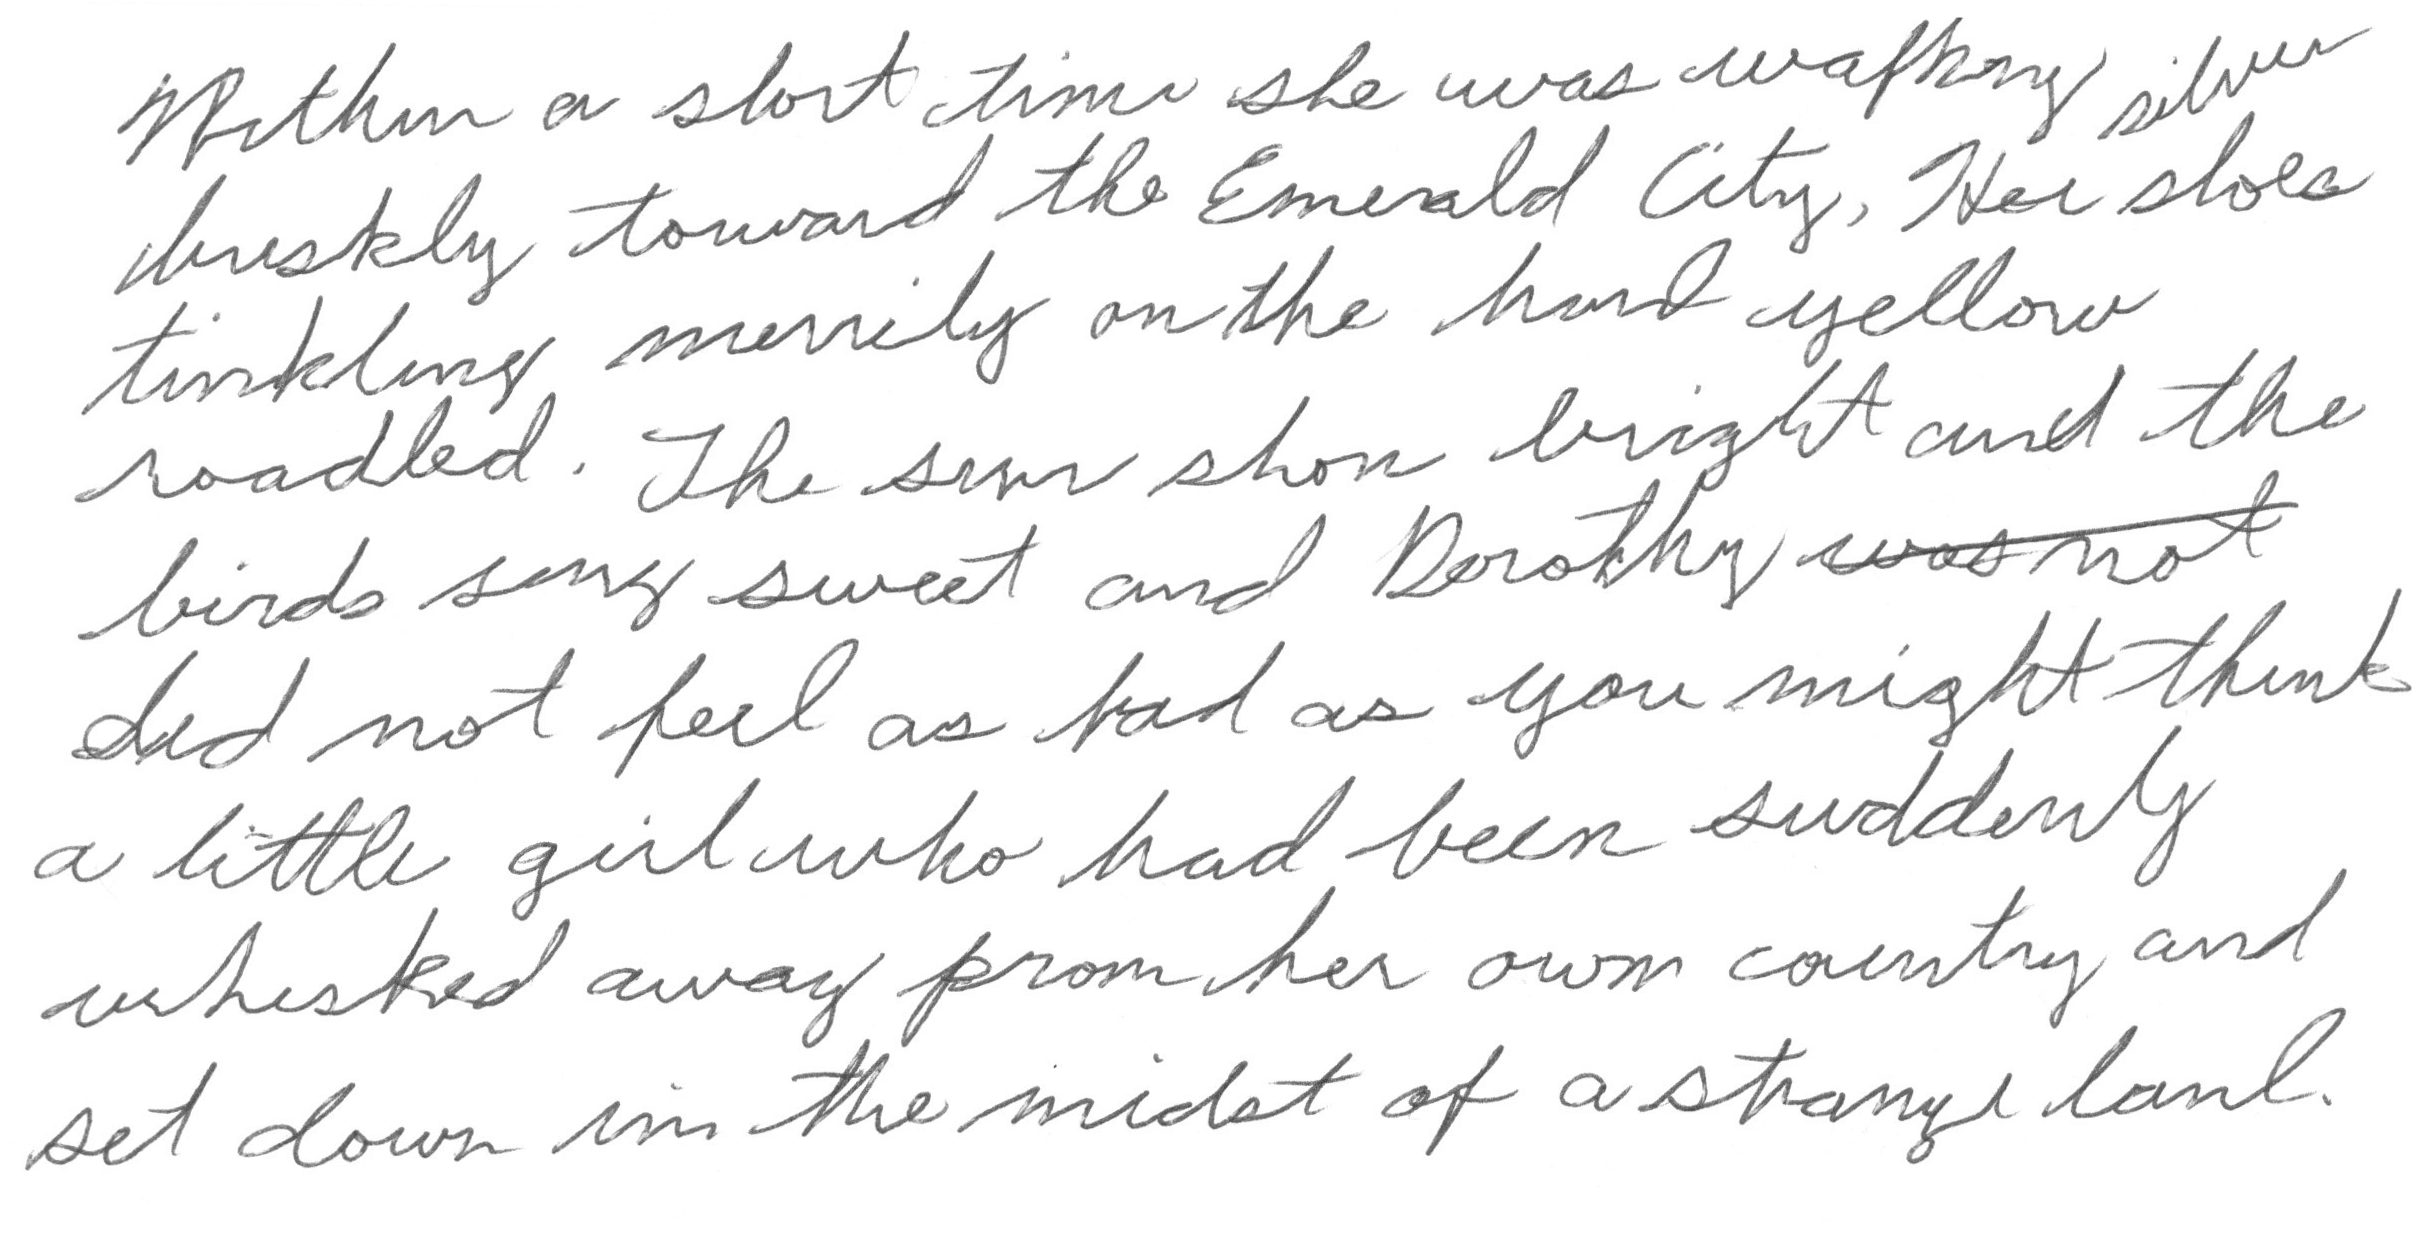 Within a short time she was walking silver
briskly toward the Emerald City, Her shoes
tinkling merrily on the hard yellow
roadbed. The sun shon bright and the
birds sang sweet and Dorothy was not
did not feel as bad as you might think
a little girl who had been suddenly
whisked away from her own country and
set down in the midst of a strange land.